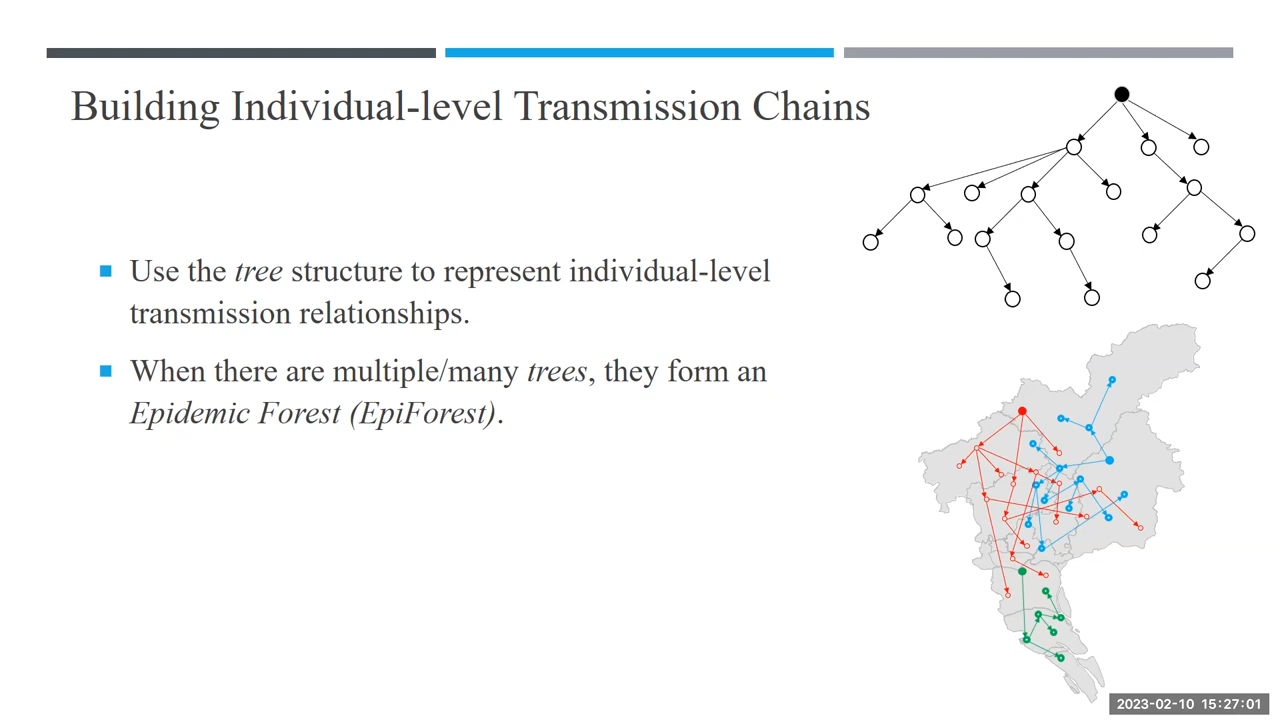 Building Individual-level Transmission Chains
Use the tree structure to represent individual-level
transmission relationships.
When there are multiple/many trees, they form an
Epidemic Forest (EpiForest).
2023-02-10 15:27:01